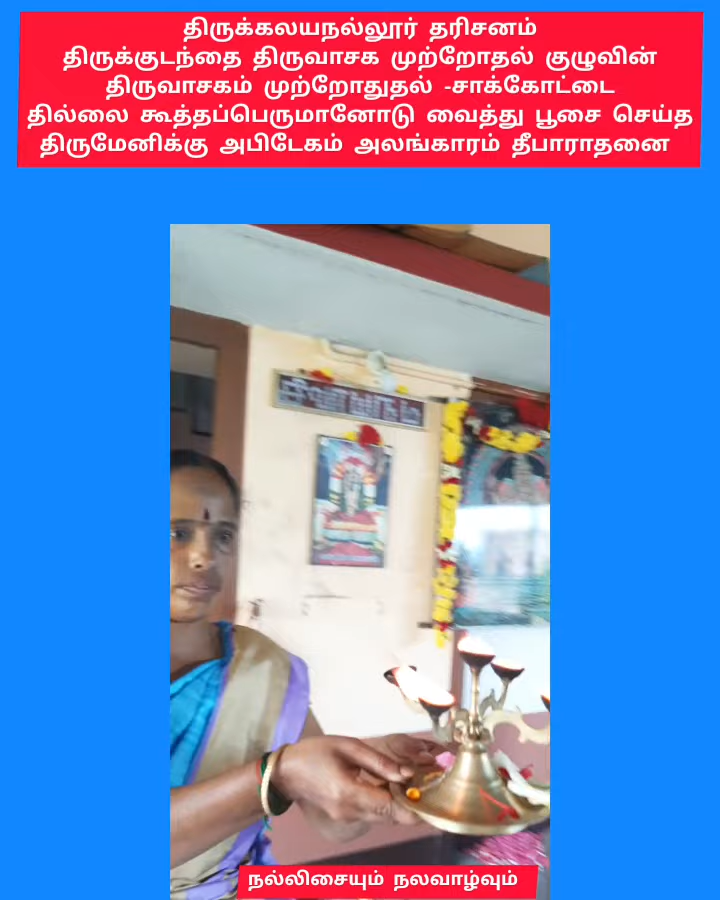 திருக்கலயநல்லூர் தரிசனம்
திருக்குடந்தை திருவாசக முற்றோதல் குழுவின்
திருவாசகம் முற்றோதுதல் -சாக்கோட்டை
தில்லை கூத்தப்பெருமானோடு வைத்து பூசை செய்த
திருமேனிக்கு அபிடேகம் அலங்காரம் தீபாராதனை
நல்லிசையும் நலவாழ்வும்